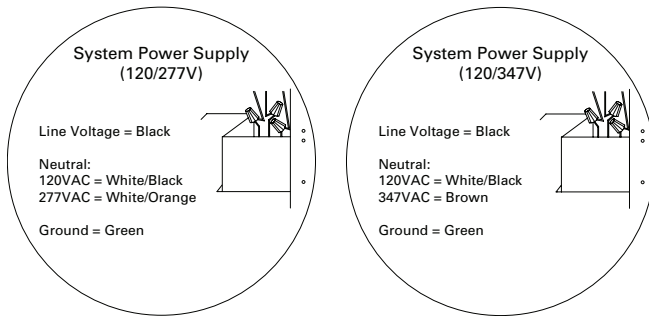 System Power Supply
(120/277V)
Line Voltage = Black
Neutral:
120VAC = White/Black
277VAC = White/Orange
Ground = Green
System Power Supply
(120/347V)
Line Voltage = Black
Neutral:
120VAC = White/Black
347VAC = Brown
Ground = Green